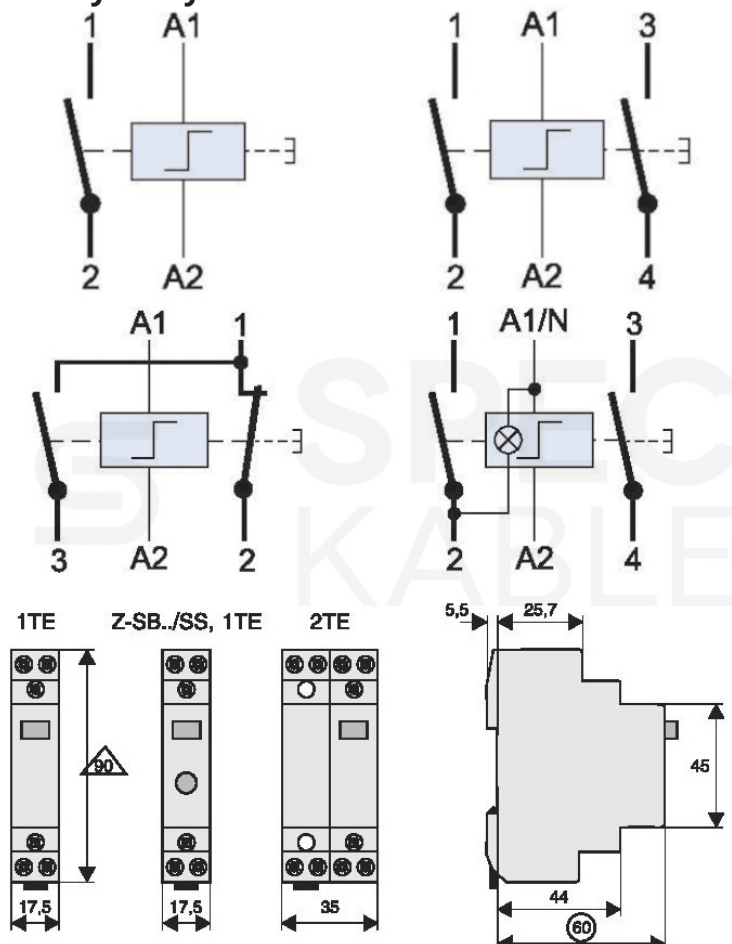 1 A1
2 A2
1 A1 3
2 A2 4
A1 1
3 A2 2
1 A1/N 3
2 A2 4
SPEC
KABLE
1TE Z-SB../SS, 1TE 2TE
90
17,5 17,5 35
5,5 25,7
45
44
60